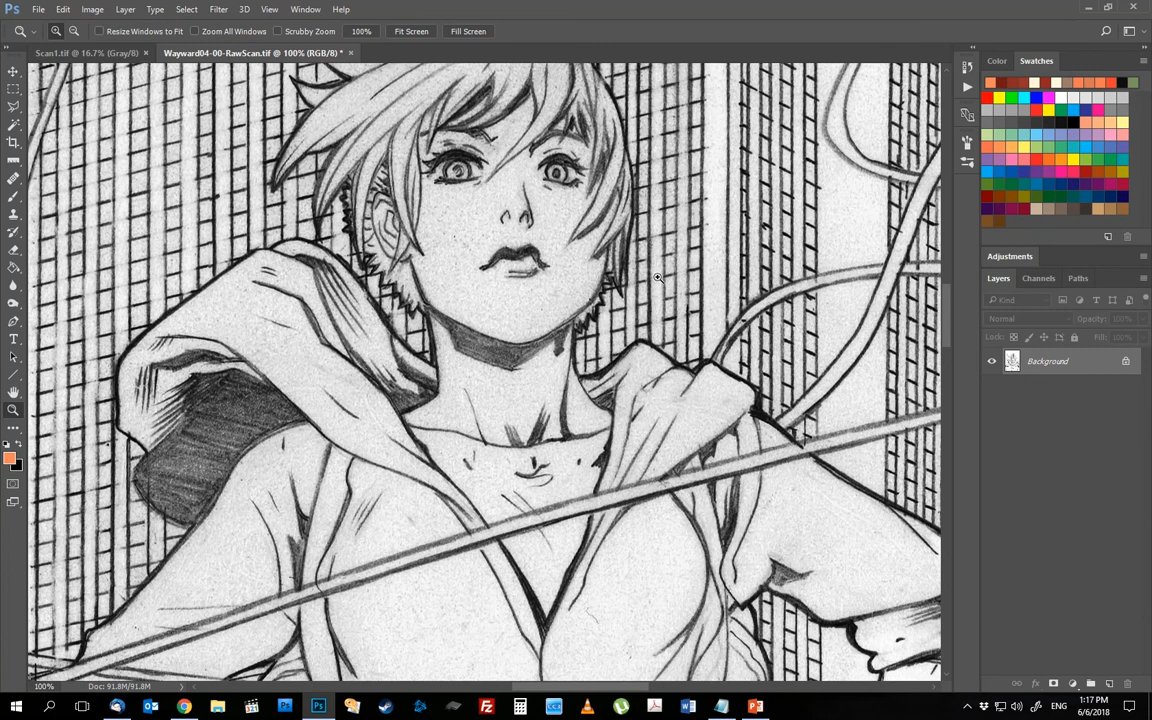 Ps File Edit Image Layer Type Select Filter 3D View Window Help
Resize Windows to Fit Zoom All Windows Scrubby Zoom 100% Fit Screen Fill Screen
Scan1.tif @ 16.7% (Gray/8) × Wayward04-00-RawScan.tif @ 100% (RGB/8) * ×
Color Swatches
Adjustments
Layers Channels Paths
Kind
Normal Opacity: 100%
Lock: Fill: 100%
Background
100% Doc: 91.8M/91.8M
ENG 1:17 PM
6/6/2018